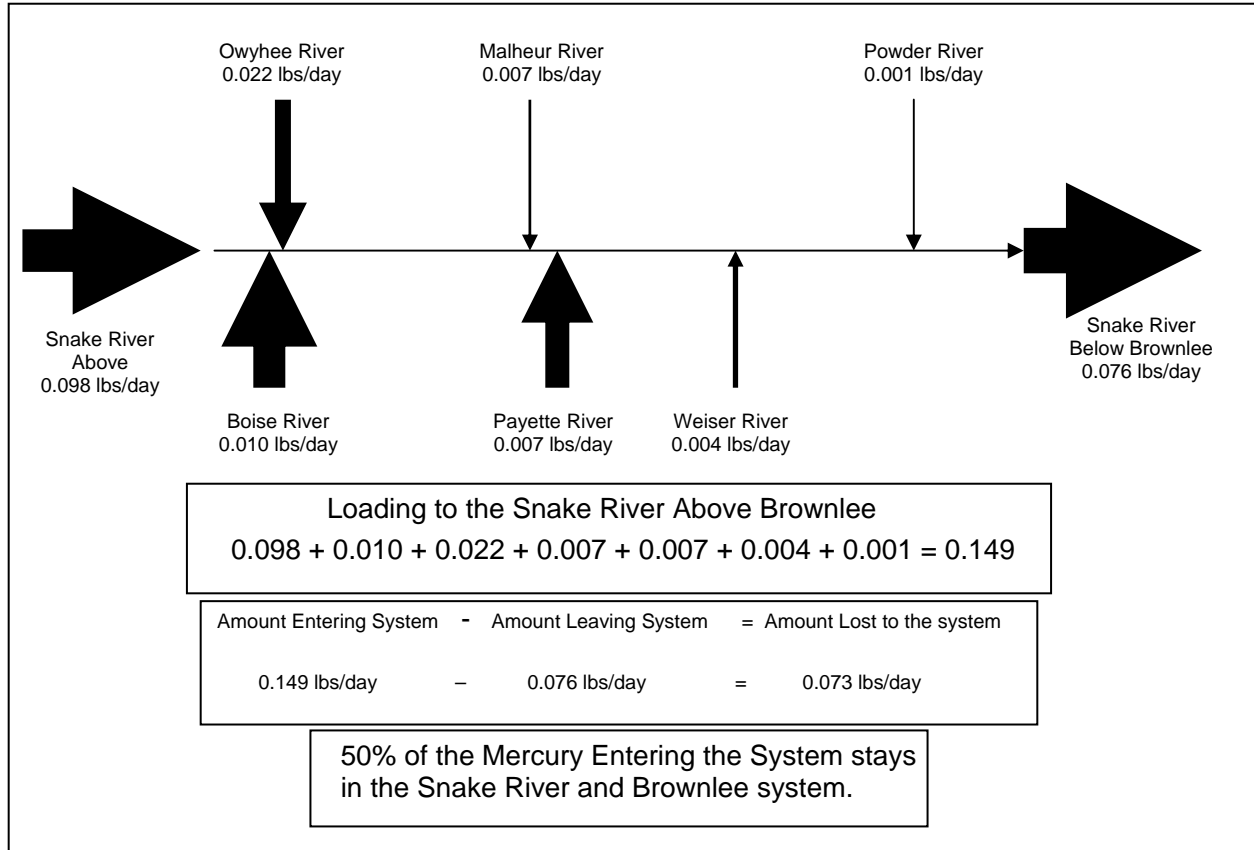 Owyhee River
0.022 lbs/day
Malheur River
0.007 lbs/day
Powder River
0.001 lbs/day
Snake River
Above
0.098 lbs/day
Snake River
Below Brownlee
0.076 lbs/day
Boise River
0.010 lbs/day
Payette River
0.007 lbs/day
Weiser River
0.004 lbs/day
Loading to the Snake River Above Brownlee
0.098 + 0.010 + 0.022 + 0.007 + 0.007 + 0.004 + 0.001 = 0.149
Amount Entering System - Amount Leaving System = Amount Lost to the system
0.149 lbs/day – 0.076 lbs/day = 0.073 lbs/day
50% of the Mercury Entering the System stays
in the Snake River and Brownlee system.